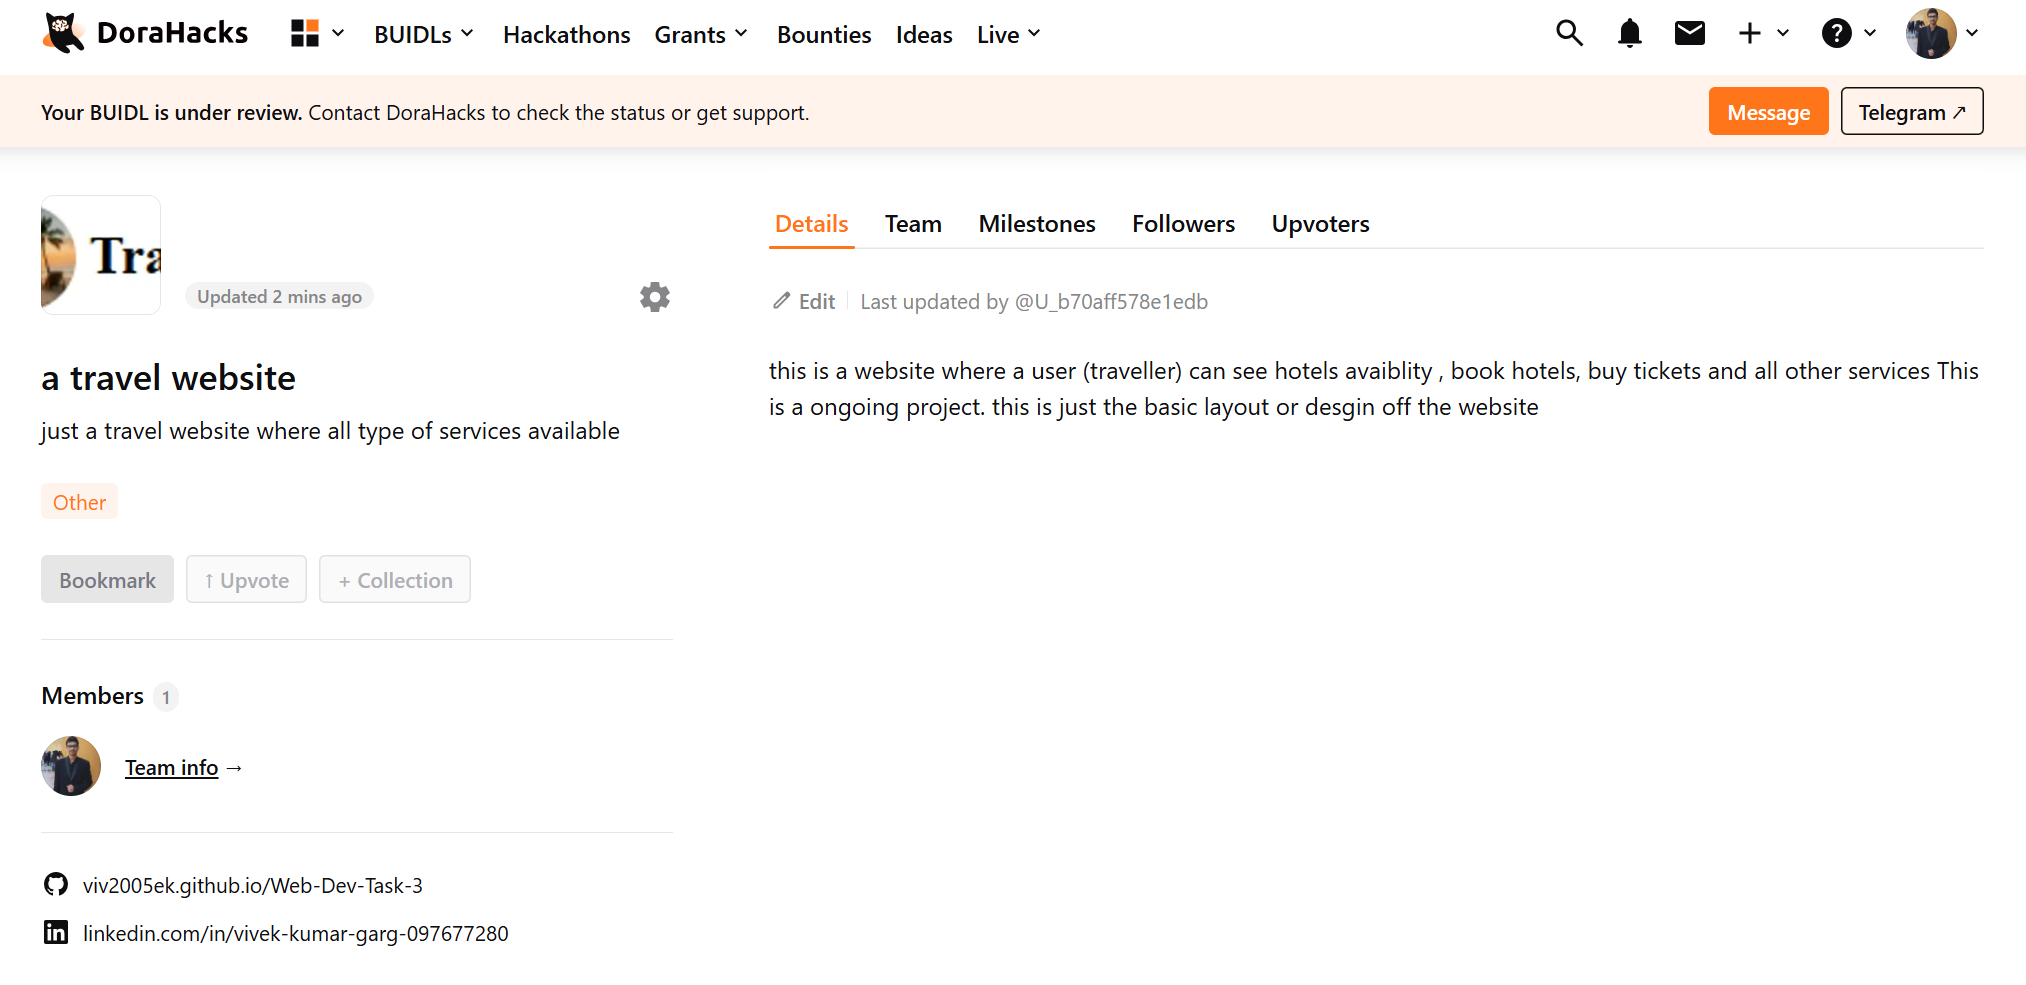 DoraHacks
BUIDLs
Hackathons
Grants
Bounties
Ideas
Live
Your BUIDL is under review. Contact DoraHacks to check the status or get support.
Message
Telegram ↗
Tra
Updated 2 mins ago
a travel website
just a travel website where all type of services available
Other
Bookmark
↑ Upvote
+ Collection
Members 1
Team info →
viv2005ek.github.io/Web-Dev-Task-3
linkedin.com/in/vivek-kumar-garg-097677280
Details
Team
Milestones
Followers
Upvoters
Edit
Last updated by @U_b70aff578e1edb
this is a website where a user (traveller) can see hotels avaiblity , book hotels, buy tickets and all other services This
is a ongoing project. this is just the basic layout or desgin off the website